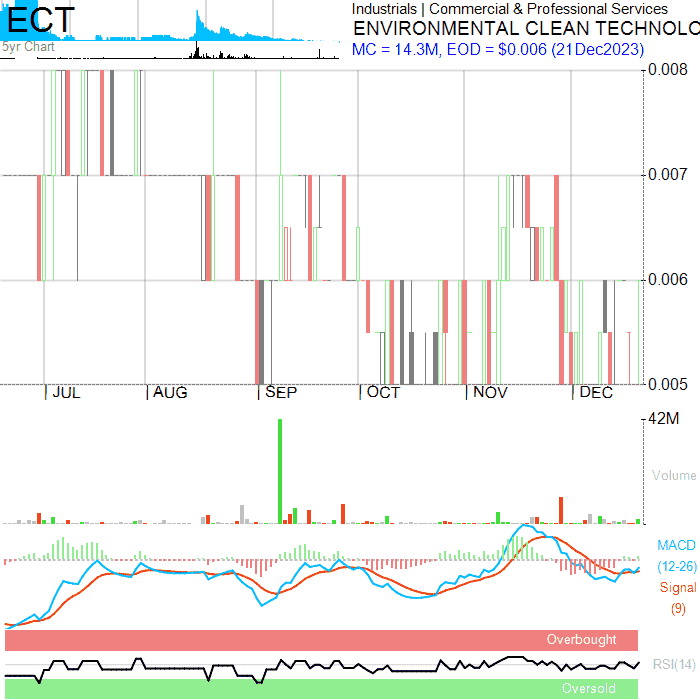 ECT
5yr Chart
Industrials | Commercial & Professional Services
ENVIRONMENTAL CLEAN TECHNOLO
MC = 14.3M, EOD = $0.006 (21Dec2023)
0.008
0.007
0.006
0.005
JUL AUG SEP OCT NOV DEC
42M
Volume
MACD
(12-26)
Signal
(9)
Overbought
RSI(14)
Oversold